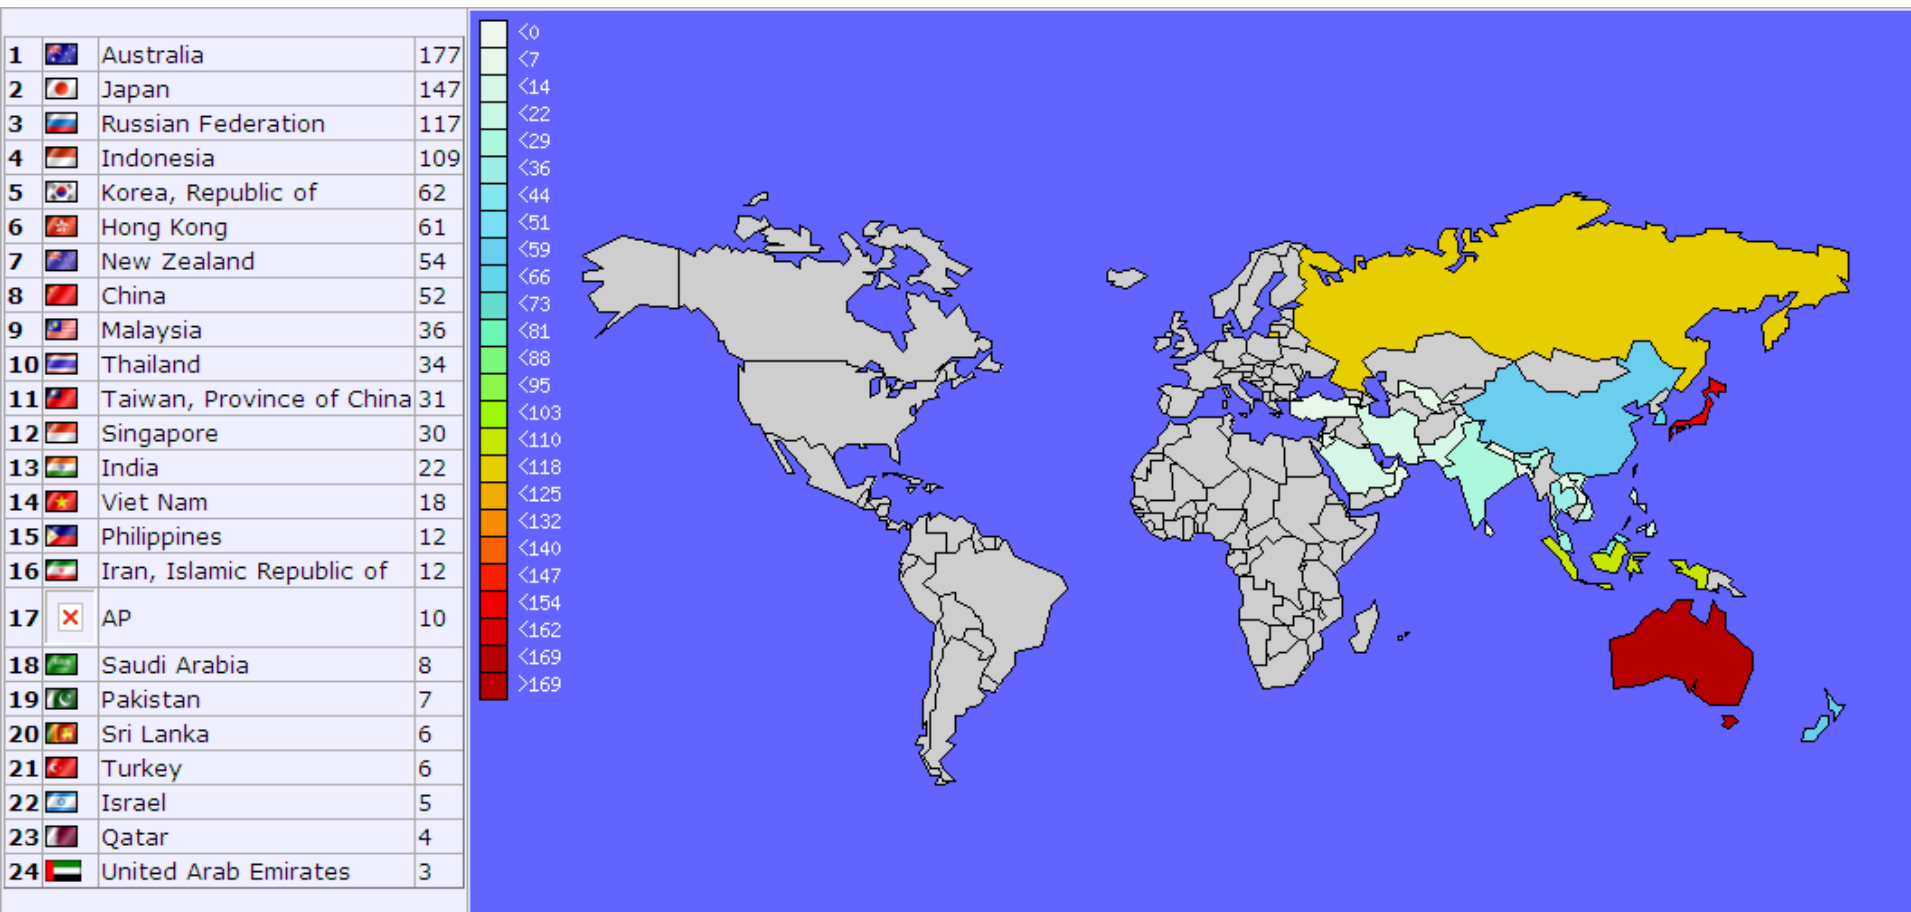 1 Australia 177
2 Japan 147
3 Russian Federation 117
4 Indonesia 109
5 Korea, Republic of 62
6 Hong Kong 61
7 New Zealand 54
8 China 52
9 Malaysia 36
10 Thailand 34
11 Taiwan, Province of China 31
12 Singapore 30
13 India 22
14 Viet Nam 18
15 Philippines 12
16 Iran, Islamic Republic of 12
17 AP 10
18 Saudi Arabia 8
19 Pakistan 7
20 Sri Lanka 6
21 Turkey 6
22 Israel 5
23 Qatar 4
24 United Arab Emirates 3
<0
<7
<14
<22
<29
<36
<44
<51
<59
<66
<73
<81
<88
<95
<103
<110
<118
<125
<132
<140
<147
<154
<162
<169
>169